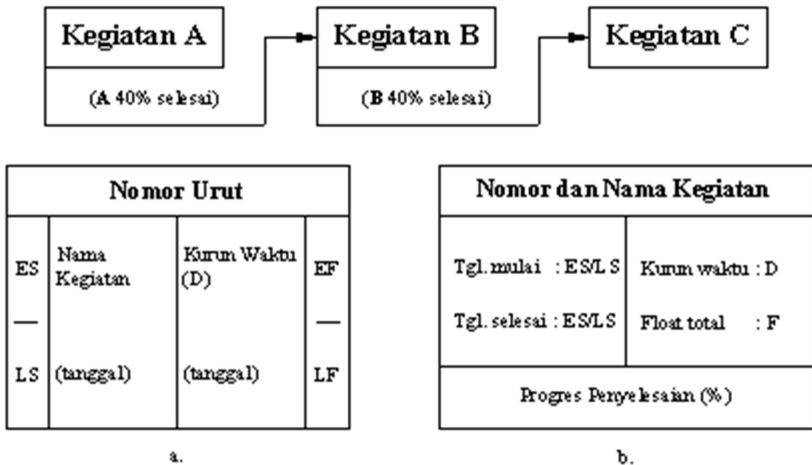 Kegiatan A
Kegiatan B
Kegiatan C
(A 40% selesai)
(B 40% selesai)
Nomor Urut
ES
Nama Kegiatan
Kurun Waktu (D)
EF
LS
(tanggal)
(tanggal)
LF
a.
Nomor dan Nama Kegiatan
Tgl. mulai : ES/LS
Kurun waktu : D
Tgl. selesai : ES/LS
Float total : F
Progres Penyelesaian (%)
b.